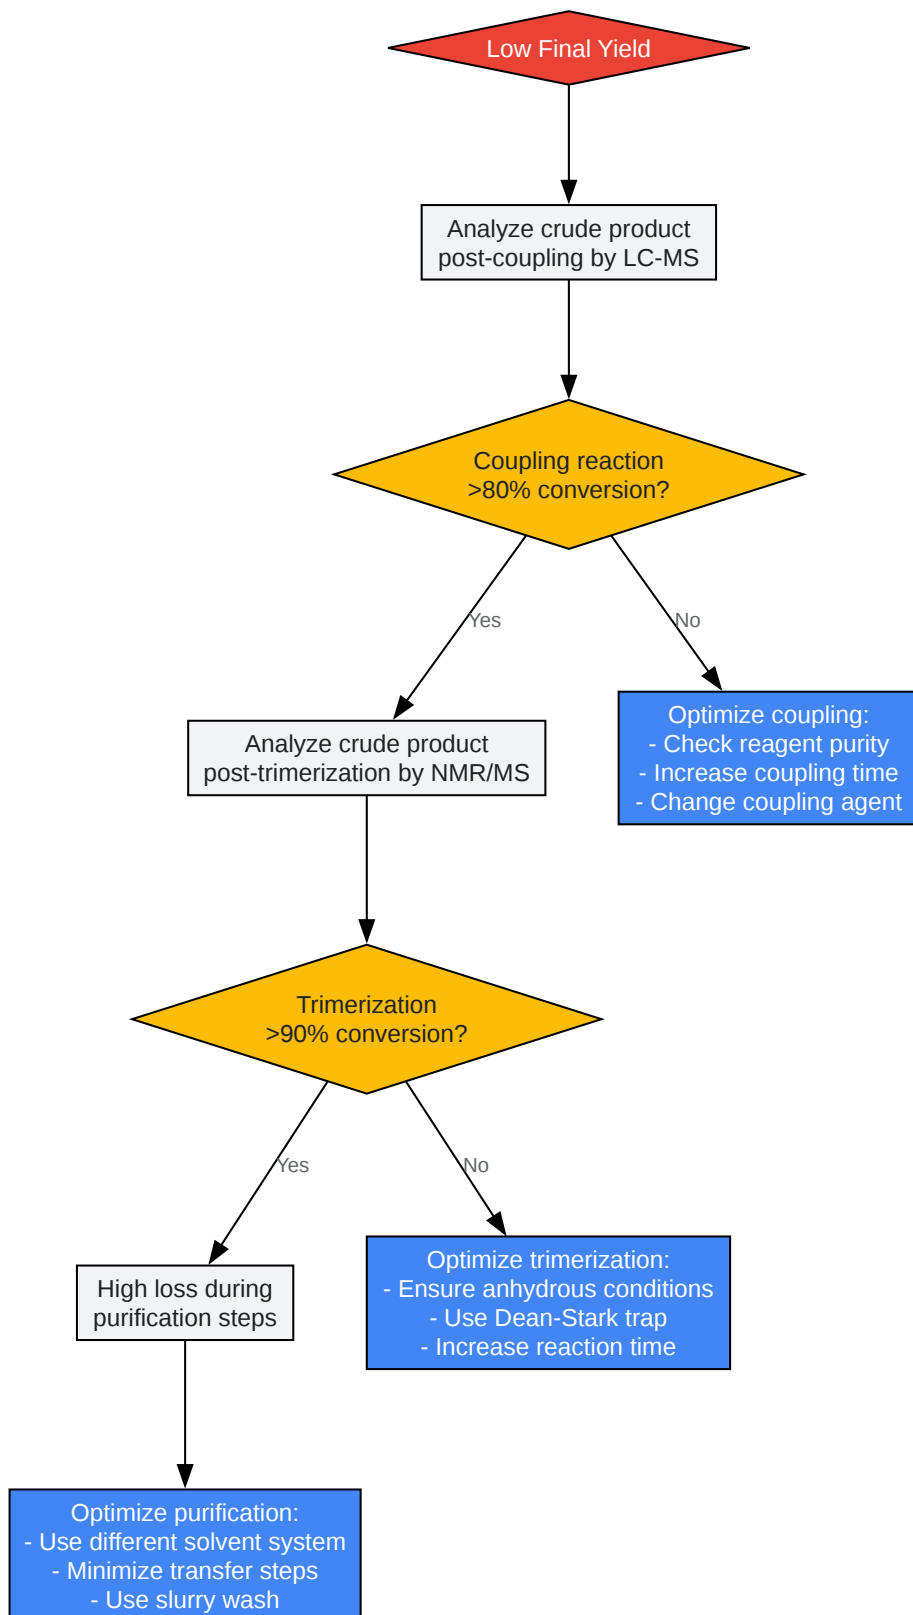 Low Final Yield
Analyze crude product
post-coupling by LC-MS
Coupling reaction
>80% conversion?
Yes
No
Optimize coupling:
- Check reagent purity
- Increase coupling time
- Change coupling agent
Analyze crude product
post-trimerization by NMR/MS
Trimerization
>90% conversion?
Yes
No
High loss during
purification steps
Optimize trimerization:
- Ensure anhydrous conditions
- Use Dean-Stark trap
- Increase reaction time
Optimize purification:
- Use different solvent system
- Minimize transfer steps
- Use slurry wash